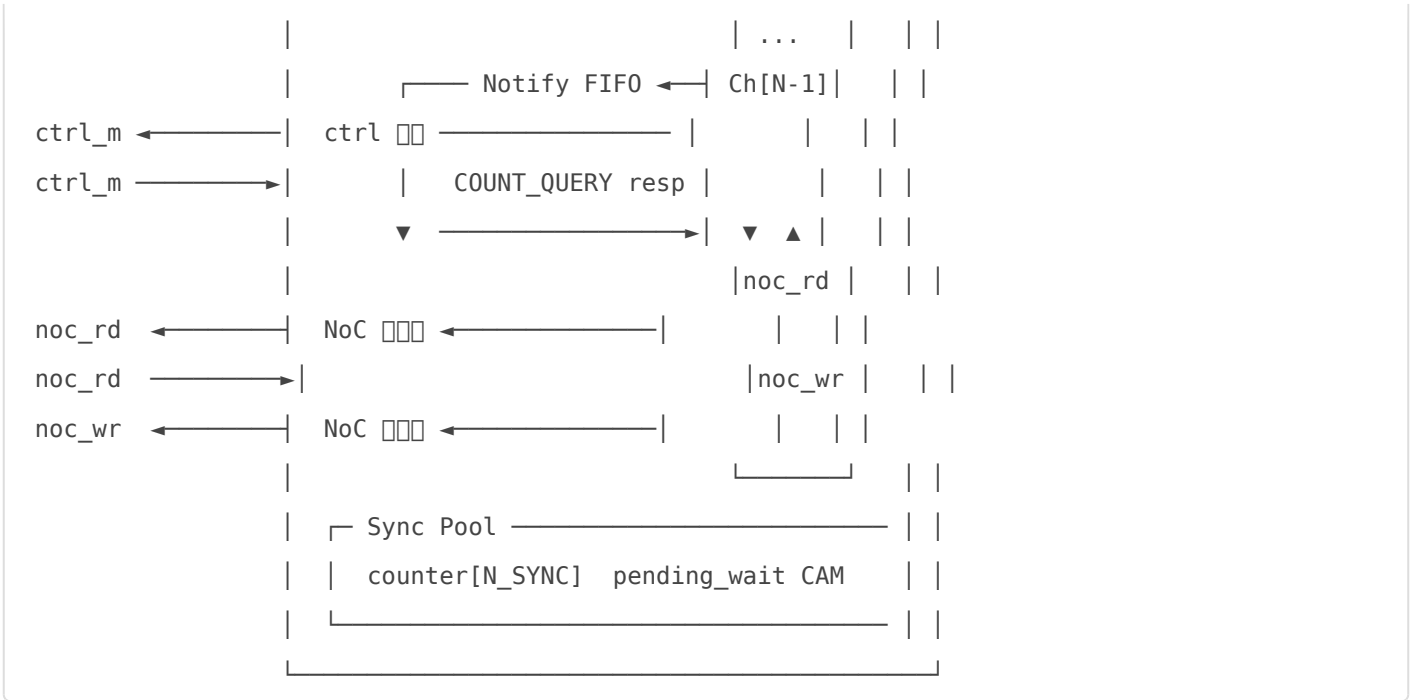 ...
Notify FIFO Ch[N-1]
ctrl_m ctrl
ctrl_m COUNT_QUERY resp
noc_rd
noc_rd NoC
noc_rd noc_wr
noc_wr NoC
Sync Pool
counter[N_SYNC] pending_wait CAM